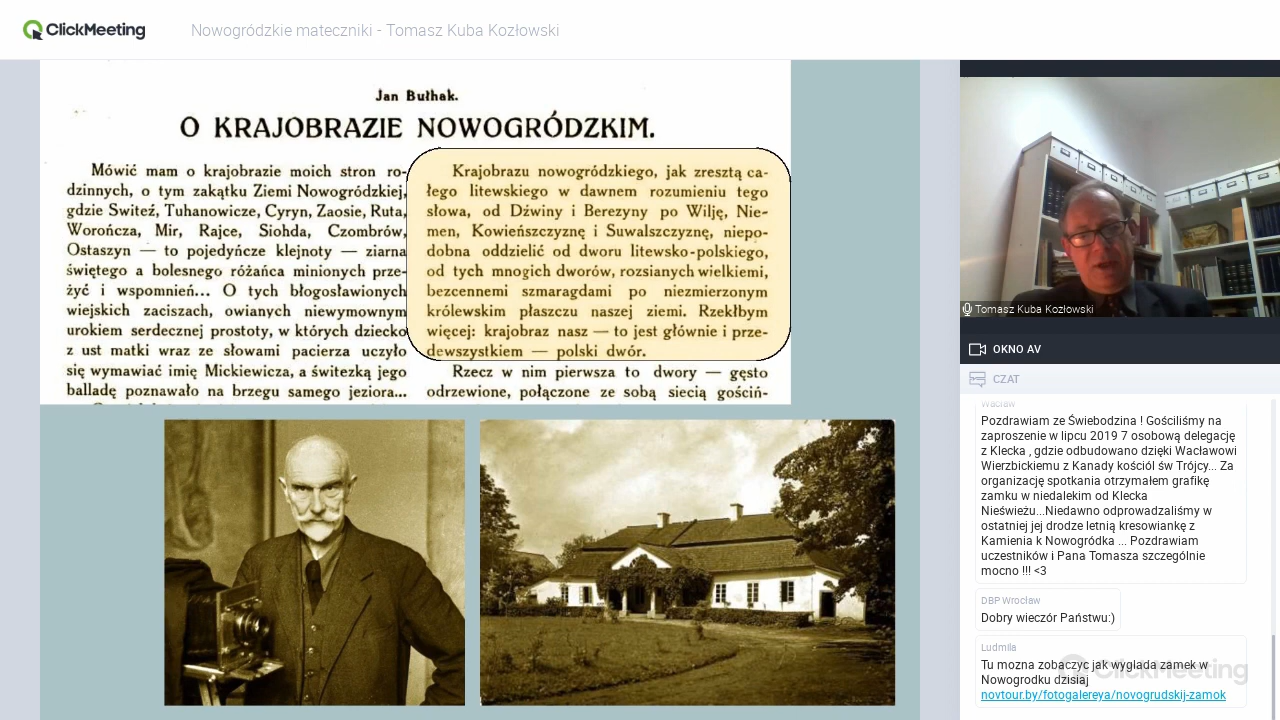 ClickMeeting
Nowogródzkie mateczniki - Tomasz Kuba Kozłowski
Jan Bułhak.
O KRAJOBRAZIE NOWOGRÓDZKIM.
Mówić mam o krajobrazie moich stron ro-
dzinnych, o tym zakątku Ziemi Nowogródzkiej,
gdzie Switeź, Tuhanowicze, Cyryn, Zaosie, Ruta,
Worończa, Mir, Rajce, Siohda, Czombrów,
Ostaszyn — to pojedyńcze klejnoty — ziarna
świętego a bolesnego różańca minionych prze-
żyć i wspomnień... O tych błogosławionych
wiejskich zaciszach, owianych niewymownym
urokiem serdecznej prostoty, w których dziecko
z ust matki wraz ze słowami pacierza uczyło
się wymawiać imię Mickiewicza, a świtezką jego
balladę poznawało na brzegu samego jeziora...
Krajobrazu nowogródzkiego, jak zresztą ca-
łego litewskiego w dawnem rozumieniu tego
słowa, od Dźwiny i Berezyny po Wilję, Nie-
men, Kowieńszczyznę i Suwalszczyznę, niepo-
dobna oddzielić od dworu litewsko-polskiego,
od tych mnogich dworów, rozsianych wielkiemi,
bezcennemi szmaragdami po niezmierzonym
królewskim płaszczu naszej ziemi. Rzekłbym
więcej: krajobraz nasz — to jest głównie i prze-
dewszystkiem — polski dwór.
Rzecz w nim pierwsza to dwory — gęsto
odrzewione, połączone ze sobą siecią gościń-
Tomasz Kuba Kozłowski
OKNO AV
CZAT
Wacław
Pozdrawiam ze Świebodzina ! Gościliśmy na
zaproszenie w lipcu 2019 7 osobową delegację
z Klecka , gdzie odbudowano dzięki Wacławowi
Wierzbickiemu z Kanady kościól św Trójcy... Za
organizację spotkania otrzymałem grafikę
zamku w niedalekim od Klecka
Nieświeżu...Niedawno odprowadzaliśmy w
ostatniej jej drodze letnią kresowiankę z
Kamienia k Nowogródka ... Pozdrawiam
uczestników i Pana Tomasza szczególnie
mocno !!! <3
DBP Wrocław
Dobry wieczór Państwu:)
Ludmila
Tu mozna zobaczyc jak wygiada zamek w
Nowogrodku dzisiaj
novtour.by/fotogalereya/novogrudskij-zamok
ClickMeeting